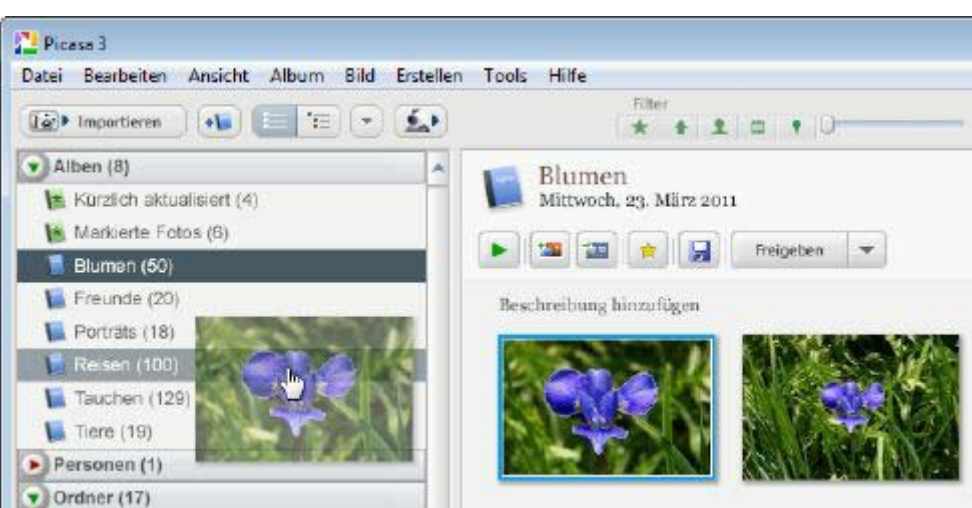 Picasa 3
Datei Bearbeiten Ansicht Album Bild Erstellen Tools Hilfe
Importieren
Filter
Alben (8)
Kürzlich aktualisiert (4)
Markierte Fotos (6)
Blumen (50)
Freunde (20)
Porträts (18)
Reisen (100)
Tauchen (129)
Tiere (19)
Personen (1)
Ordner (17)
Blumen
Mittwoch, 23. März 2011
Freigeben
Beschreibung hinzufügen